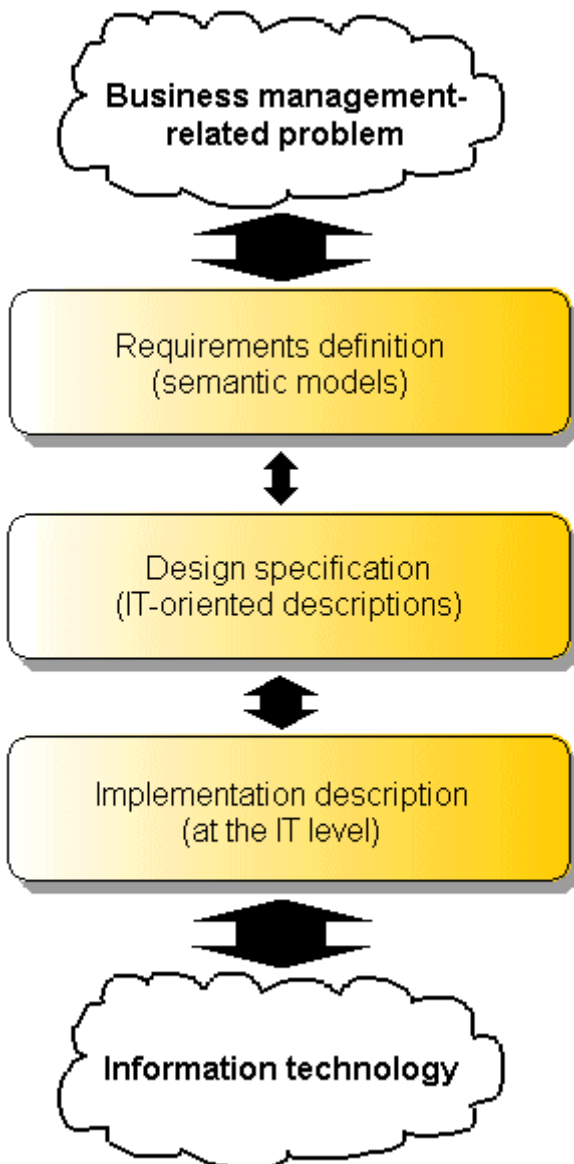 Business management-
related problem
Requirements definition
(semantic models)
Design specification
(IT-oriented descriptions)
Implementation description
(at the IT level)
Information technology